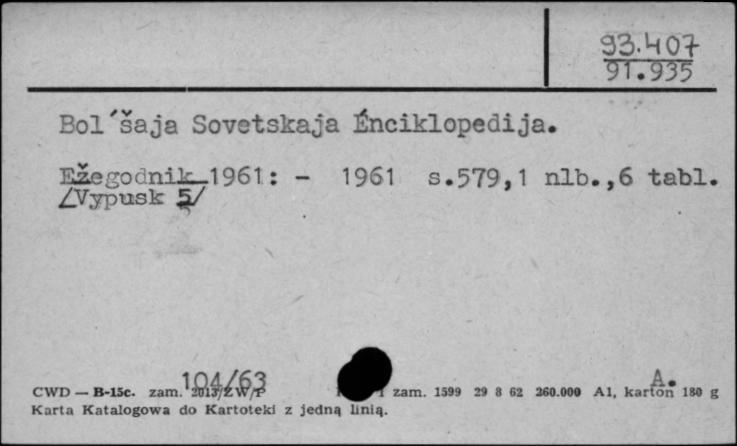 93.407
91.935
Bol´šaja Sovetskaja Énciklopedija.
Ežegodnik 1961: - 1961 s.579,1 nlb.,6 tabl.
/Vypusk 5/
104/63 A.
CWD — B-15c. zam. zam. 1599 29 8 62 260.000 A1, karton 180 g
Karta Katalogowa do Kartoteki z jedną linią.